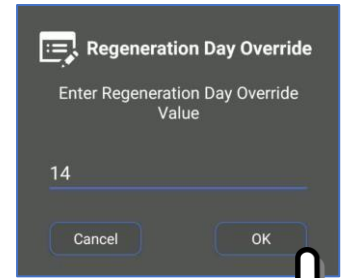 Regeneration Day Override
Enter Regeneration Day Override
Value
14
Cancel OK